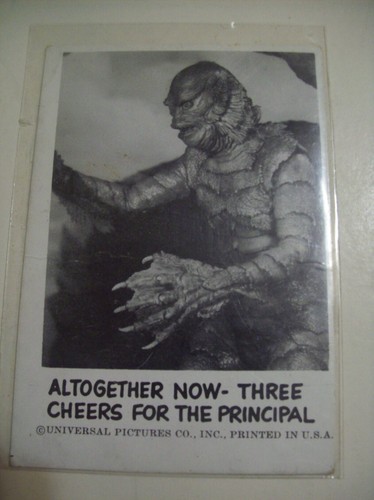 ALTOGETHER NOW- THREE
CHEERS FOR THE PRINCIPAL
©UNIVERSAL PICTURES CO., INC., PRINTED IN U.S.A.